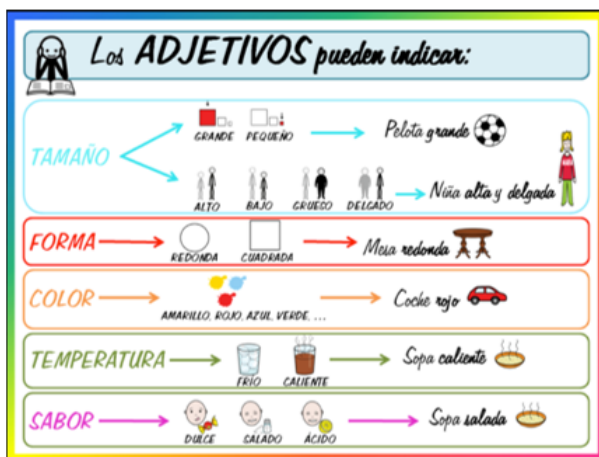 Los ADJETIVOS pueden indicar:
TAMAÑO
GRANDE PEQUEÑO
Pelota grande
ALTO BAJO GRUESO DELGADO
Niña alta y delgada
FORMA
REDONDA CUADRADA
Mesa redonda
COLOR
AMARILLO, ROJO, AZUL, VERDE, ...
Coche rojo
TEMPERATURA
FRÍO CALIENTE
Sopa caliente
SABOR
DULCE SALADO ÁCIDO
Sopa salada